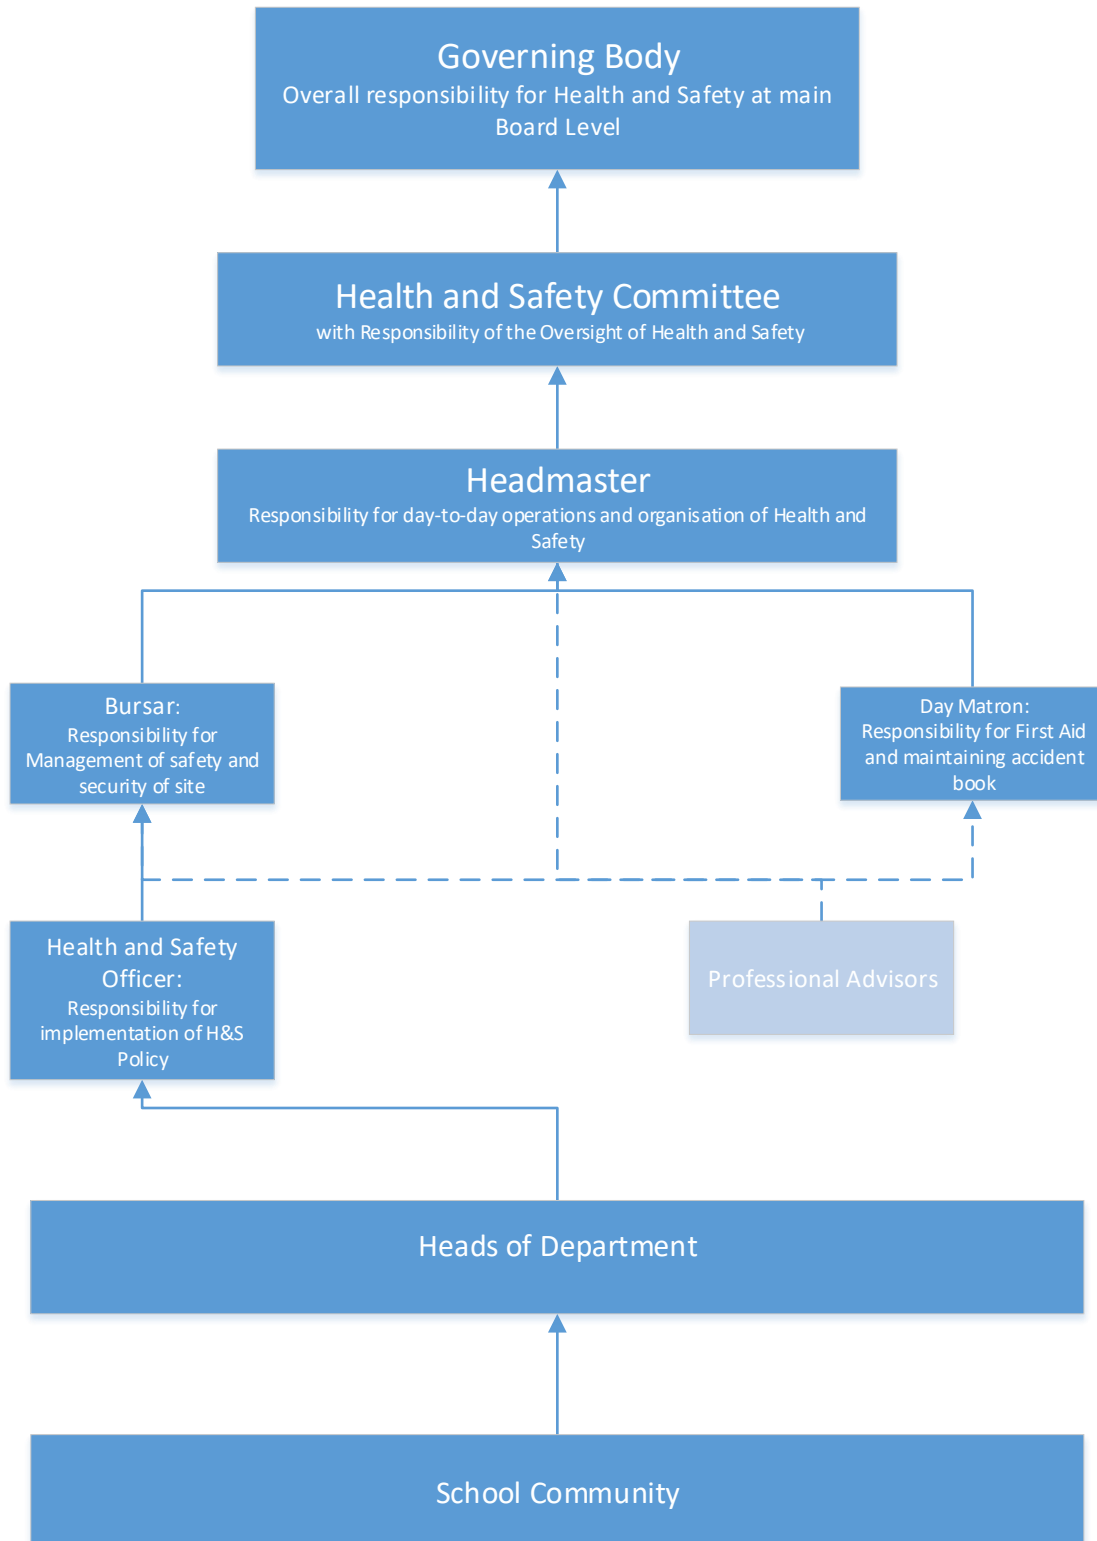 Governing Body
Overall responsibility for Health and Safety at main
Board Level
Health and Safety Committee
with Responsibility of the Oversight of Health and Safety
Headmaster
Responsibility for day-to-day operations and organisation of Health and
Safety
Bursar:
Responsibility for
Management of safety and
security of site
Day Matron:
Responsibility for First Aid
and maintaining accident
book
Health and Safety
Officer:
Responsibility for
implementation of H&S
Policy
Professional Advisors
Heads of Department
School Community